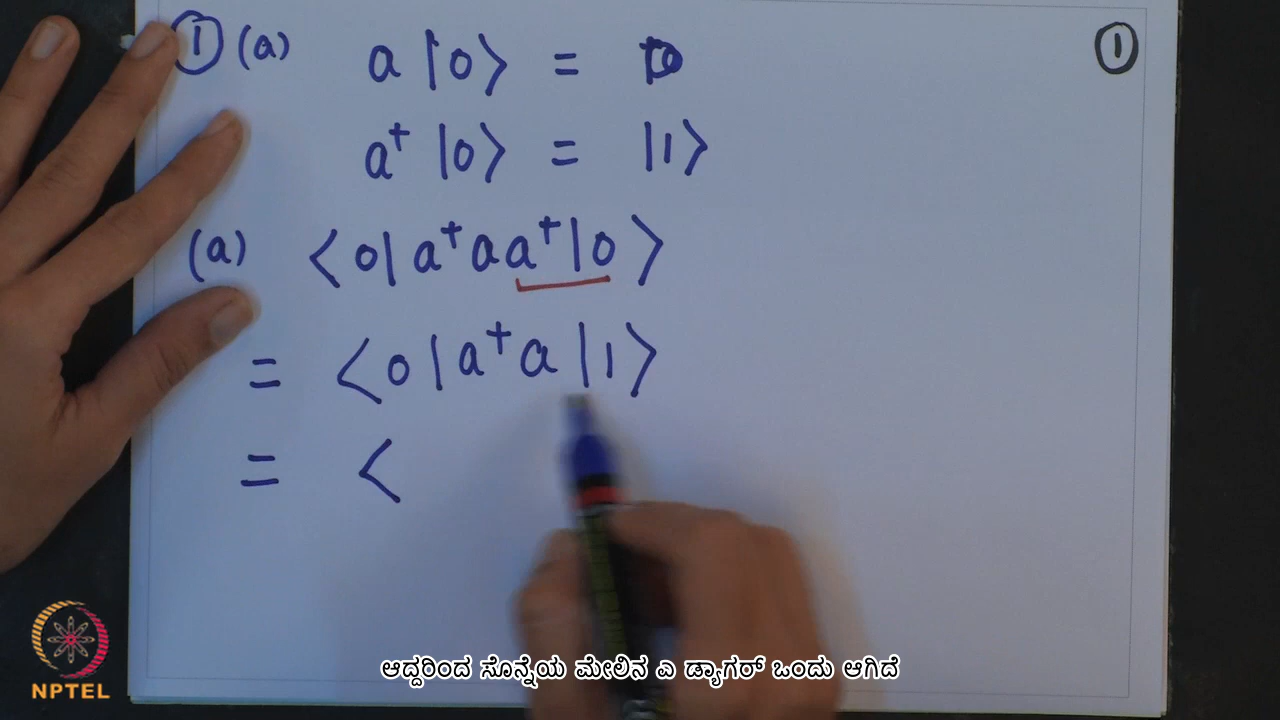 ① (a) a |0⟩ = 0 ①
a† |0⟩ = |1⟩
(a) ⟨0| a† a a† |0⟩
= ⟨0| a† a |1⟩
= ⟨
NPTEL
ಆದ್ದರಿಂದ ಸೊನ್ನೆಯ ಮೇಲಿನ ಎ ಡ್ಯಾಗರ್ ಒಂದು ಆಗಿದೆ